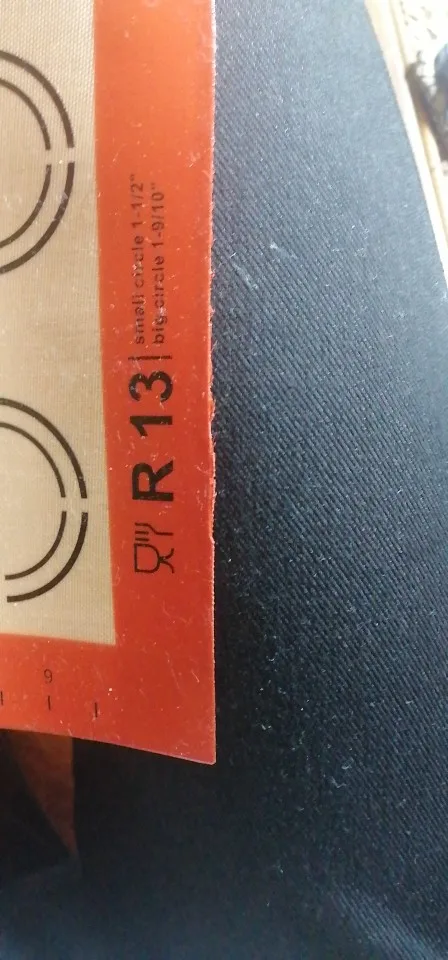 R 13
small circle 1-1/2"
big circle 1-9/10"
9